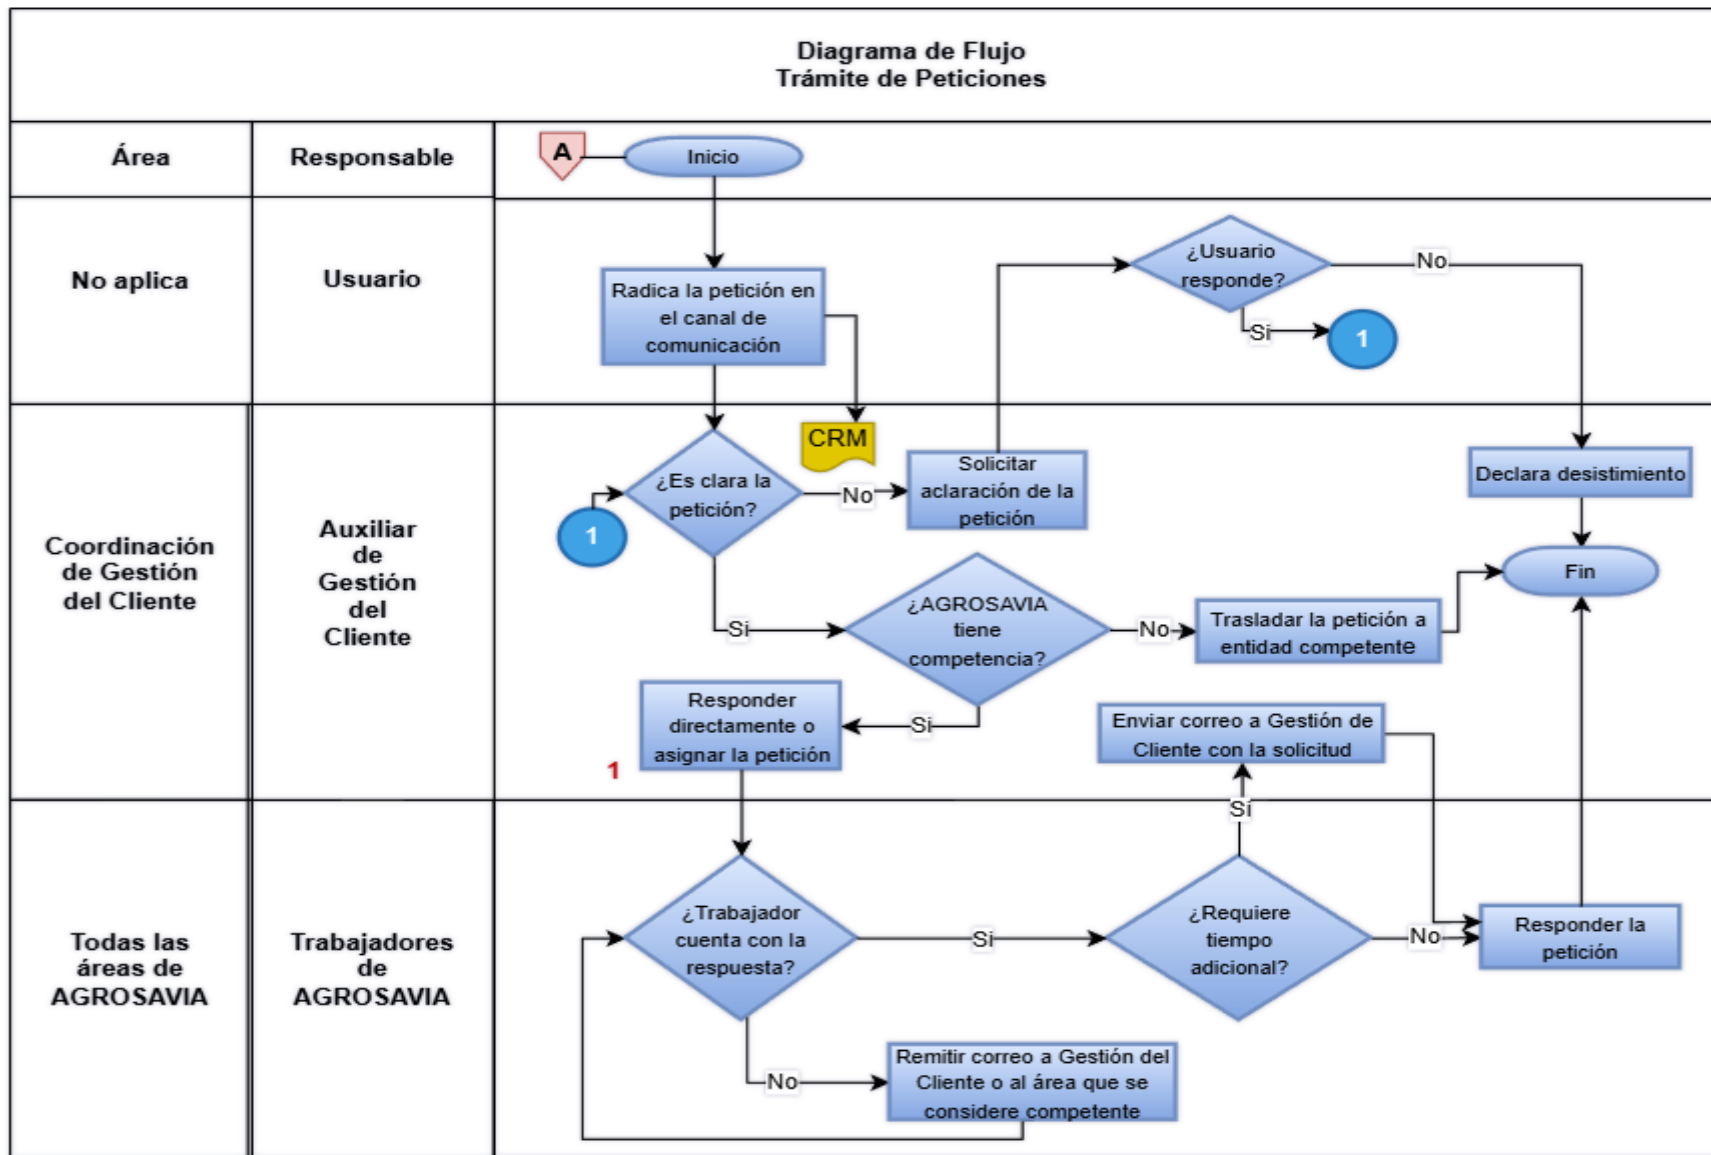 Diagrama de Flujo
Trámite de Peticiones
Área
Responsable
A
Inicio
No aplica
Usuario
Radica la petición en
el canal de
comunicación
¿Usuario
responde?
No
Si
1
Coordinación
de Gestión
del Cliente
Auxiliar
de
Gestión
del
Cliente
¿Es clara la
petición?
1
CRM
No
Solicitar
aclaración de la
petición
Declara desistimiento
Fin
Si
¿AGROSAVIA
tiene
competencia?
No
Trasladar la petición a
entidad competente
Si
Responder
directamente o
asignar la petición
1
Enviar correo a Gestión de
Cliente con la solicitud
Sí
Todas las
áreas de
AGROSAVIA
Trabajadores
de
AGROSAVIA
¿Trabajador
cuenta con la
respuesta?
Si
¿Requiere
tiempo
adicional?
No
Responder la
petición
No
Remitir correo a Gestión del
Cliente o al área que se
considere competente